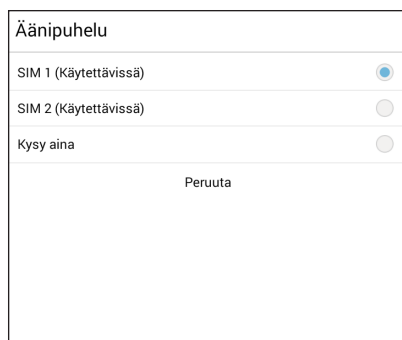 Äänipuhelu
SIM 1 (Käytettävissä)
SIM 2 (Käytettävissä)
Kysy aina
Peruuta